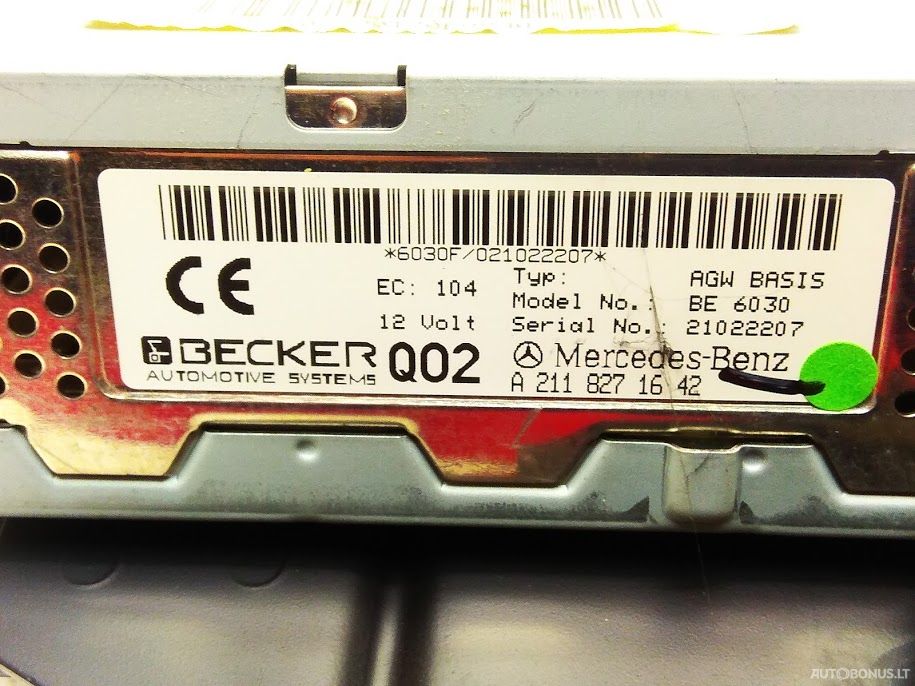 *6030F/021022207*
CE
EC: 104
12 Volt
Typ: AGW BASIS
Model No.: BE 6030
Serial No.: 21022207
BECKER
AUTOMOTIVE SYSTEMS
Q02
Mercedes-Benz
A 211 827 16 42
AUTOBONUS.LT